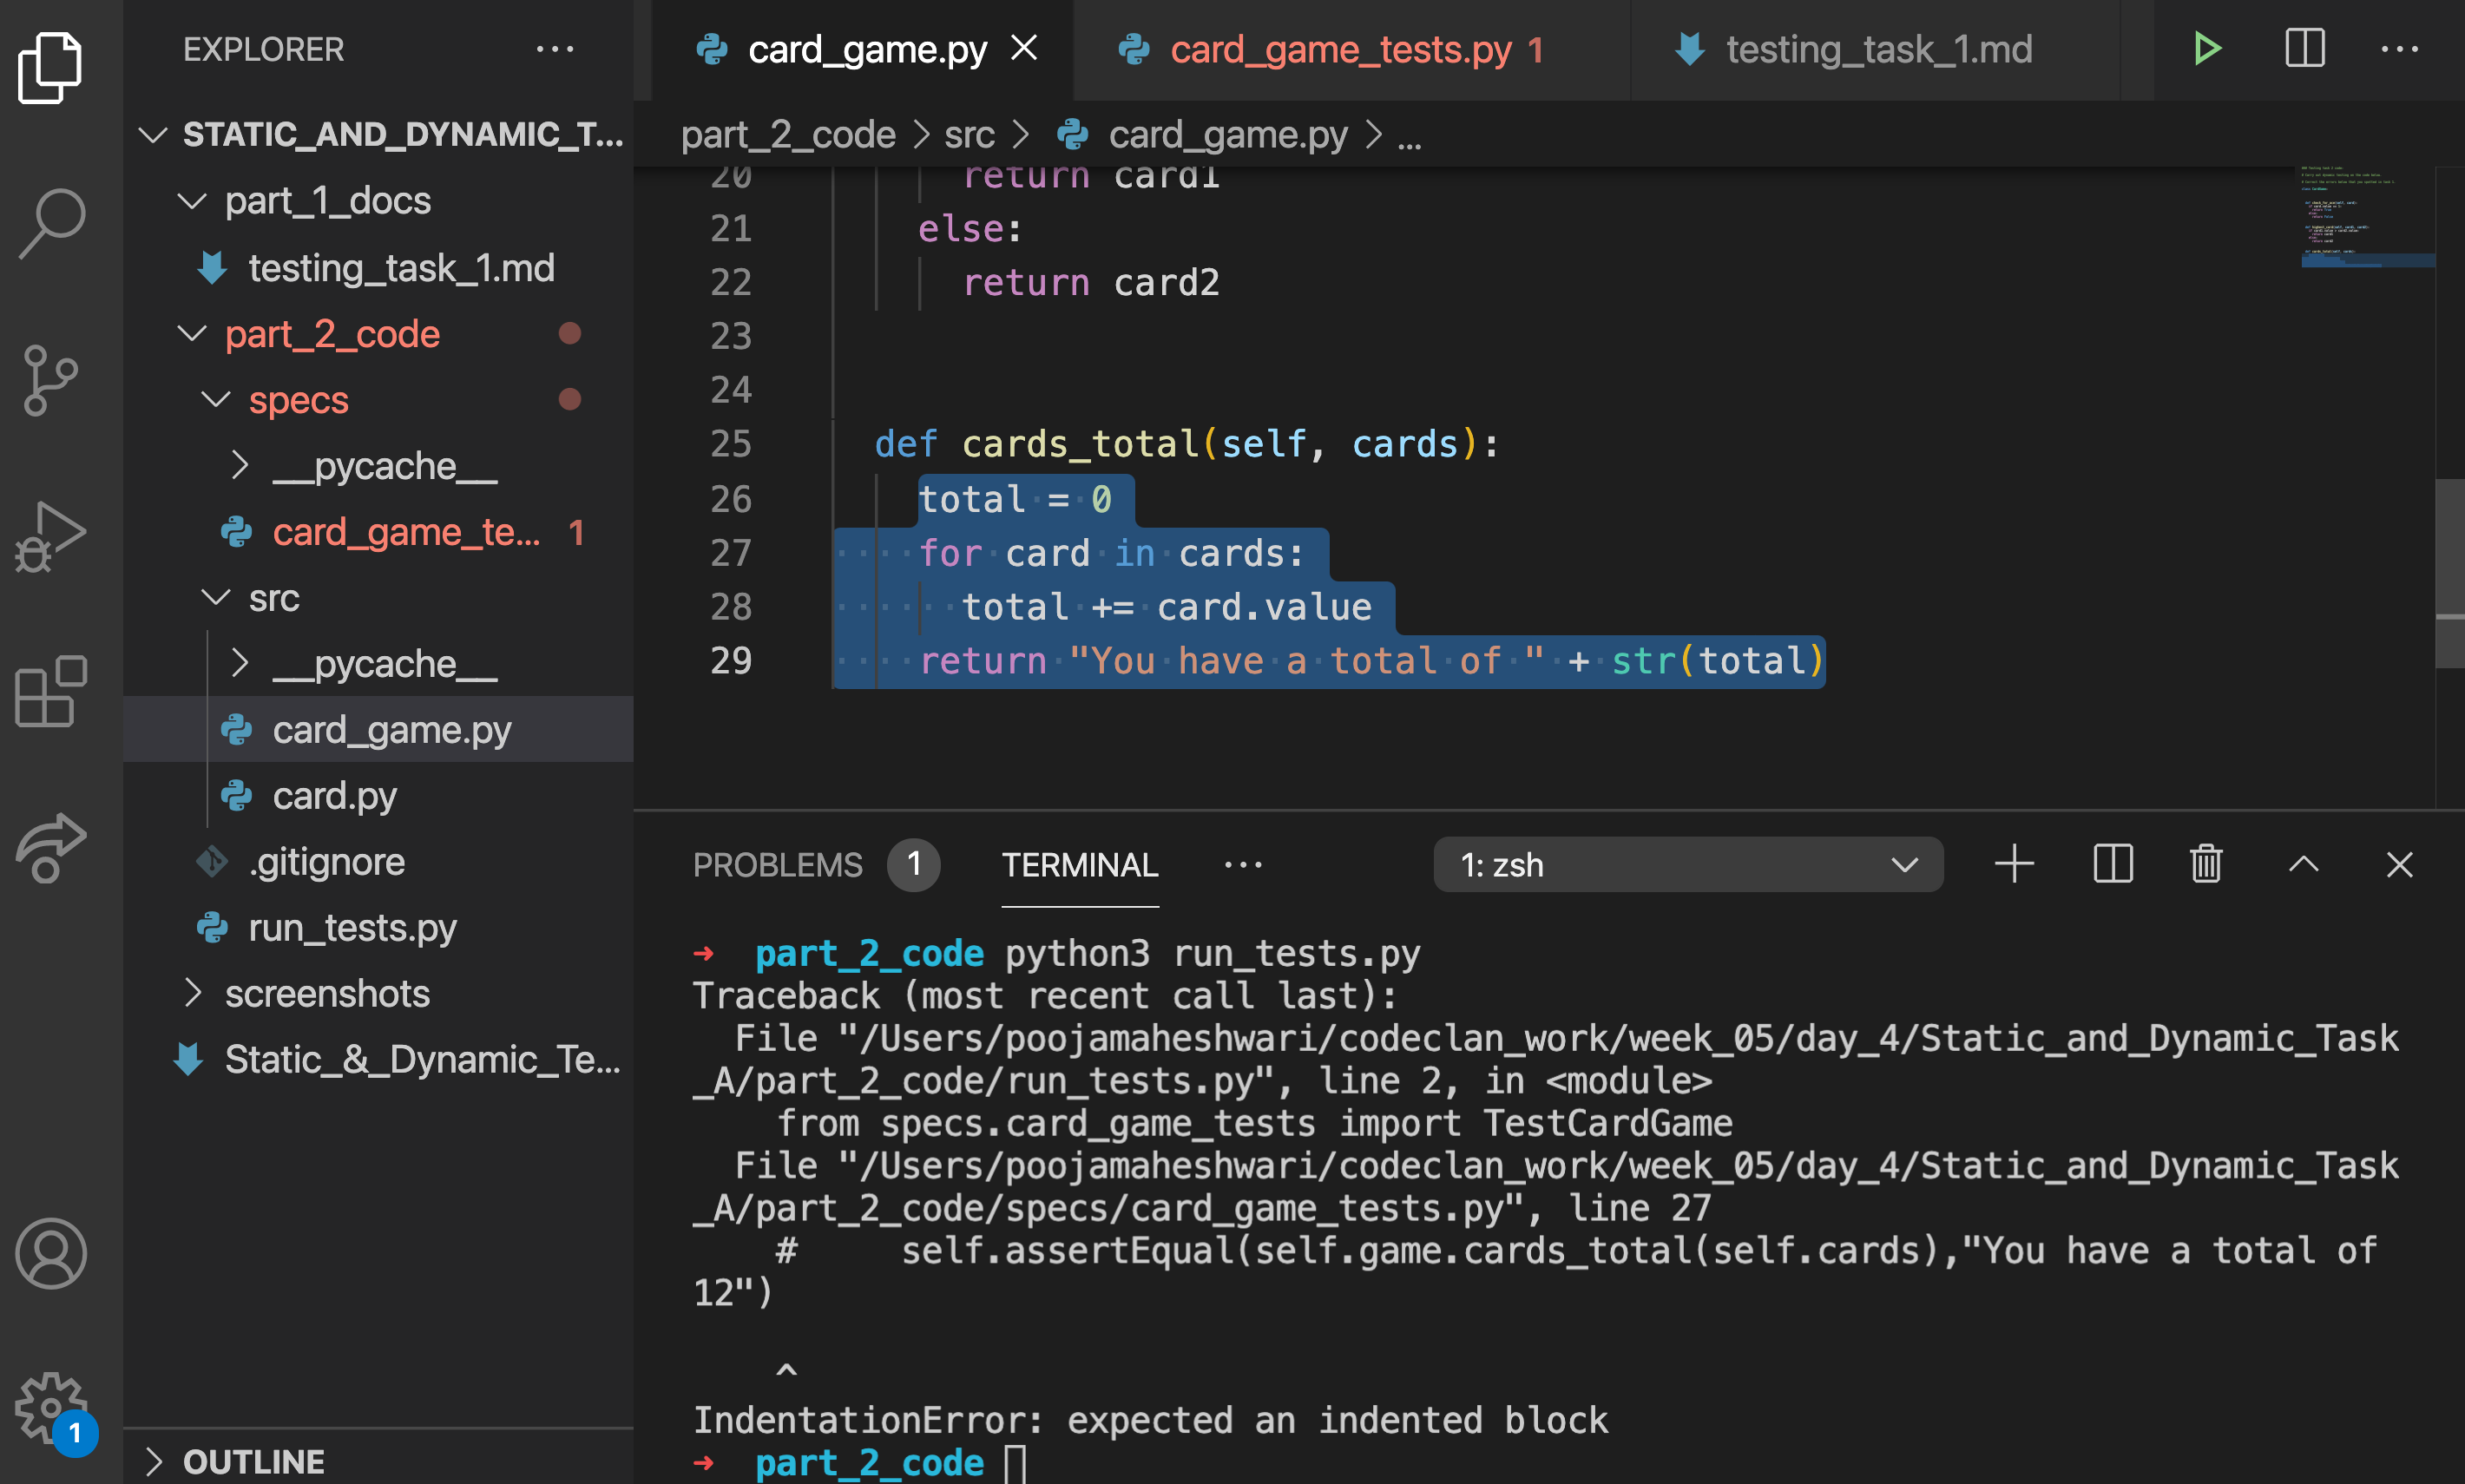 EXPLORER
STATIC_AND_DYNAMIC_T...
part_1_docs
testing_task_1.md
part_2_code
specs
__pycache__
card_game_te... 1
src
__pycache__
card_game.py
card.py
.gitignore
run_tests.py
screenshots
Static_&_Dynamic_Te...
OUTLINE
1
card_game.py
card_game_tests.py 1
testing_task_1.md
part_2_code > src > card_game.py > ...
20 return card1
21 else:
22 return card2
23
24
25 def cards_total(self, cards):
26 total = 0
27 for card in cards:
28 total += card.value
29 return "You have a total of " + str(total)
PROBLEMS 1 TERMINAL ... 1: zsh
→ part_2_code python3 run_tests.py
Traceback (most recent call last):
File "/Users/poojamaheshwari/codeclan_work/week_05/day_4/Static_and_Dynamic_Task
_A/part_2_code/run_tests.py", line 2, in <module>
from specs.card_game_tests import TestCardGame
File "/Users/poojamaheshwari/codeclan_work/week_05/day_4/Static_and_Dynamic_Task
_A/part_2_code/specs/card_game_tests.py", line 27
# self.assertEqual(self.game.cards_total(self.cards),"You have a total of
12")
^
IndentationError: expected an indented block
→ part_2_code